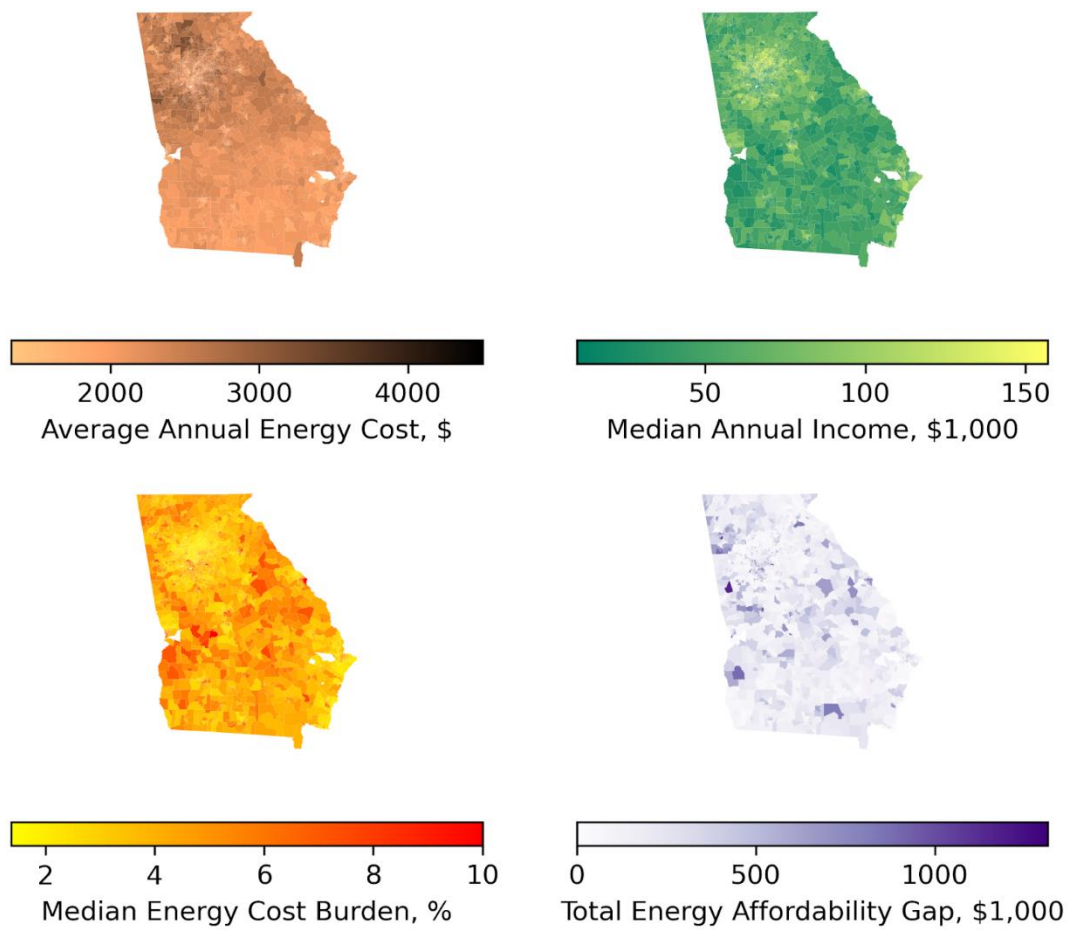 2000 3000 4000
Average Annual Energy Cost, $
50 100 150
Median Annual Income, $1,000
2 4 6 8 10
Median Energy Cost Burden, %
0 500 1000
Total Energy Affordability Gap, $1,000